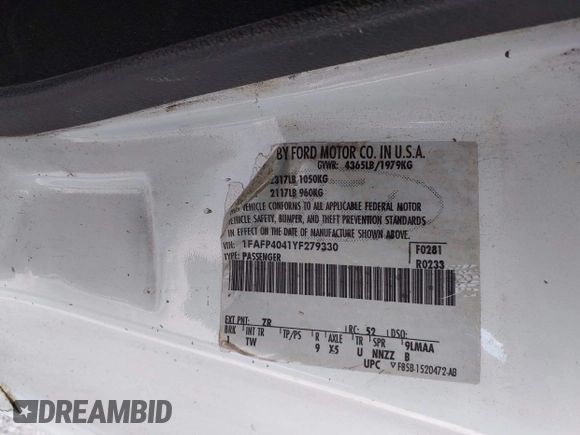 BY FORD MOTOR CO. IN U.S.A.
GVWR: 4365LB/1979KG
2317LB 1050KG
2117LB 960KG
THIS VEHICLE CONFORMS TO ALL APPLICABLE FEDERAL MOTOR
VEHICLE SAFETY, BUMPER, AND THEFT PREVENTION STANDARDS
IN EFFECT ON THE DATE OF MANUFACTURE SHOWN ABOVE.
VIN: 1FAFP4041YF279330
TYPE: PASSENGER
F0281
R0233
EXT PNT: ZR RC: 52 DSO:
BRK INT TR TP/PS R AXLE TR SPR 9LMAA
1 TW 9 X5 U NNZZ B
UPC F85B-1520472-AB
DREAMBID